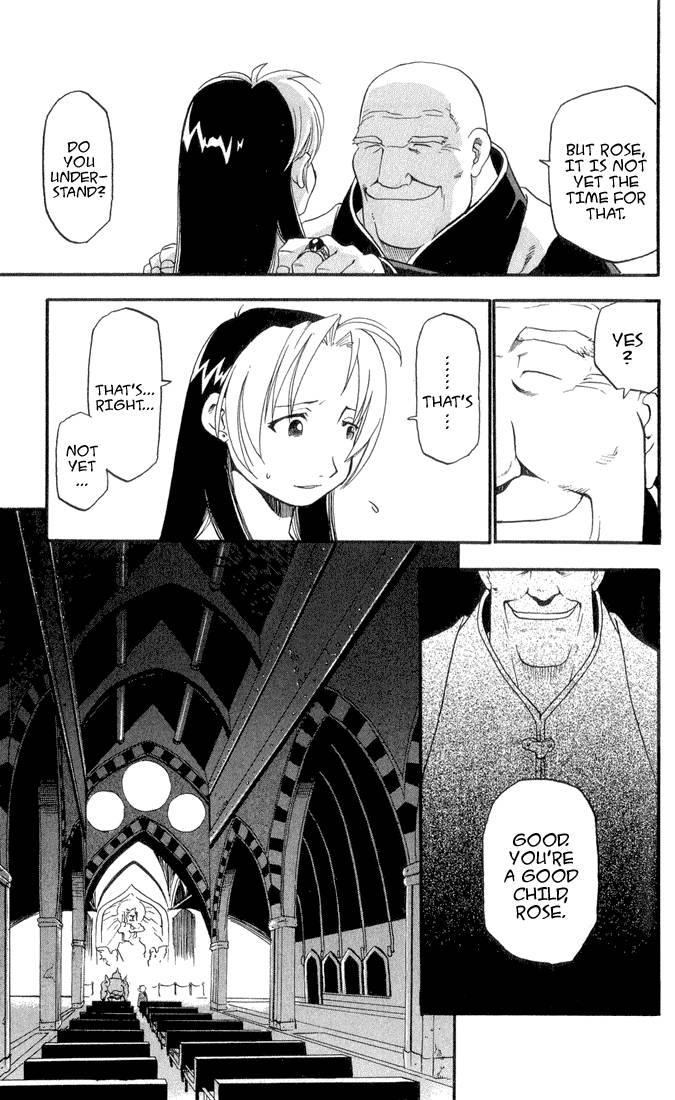 BUT ROSE,
IT IS NOT
YET THE
TIME FOR
THAT.
DO
YOU
UNDER-
STAND?
YES
?
........
THAT'S
...
THAT'S...
RIGHT...
NOT
YET
...
GOOD.
YOU'RE
A GOOD
CHILD,
ROSE.